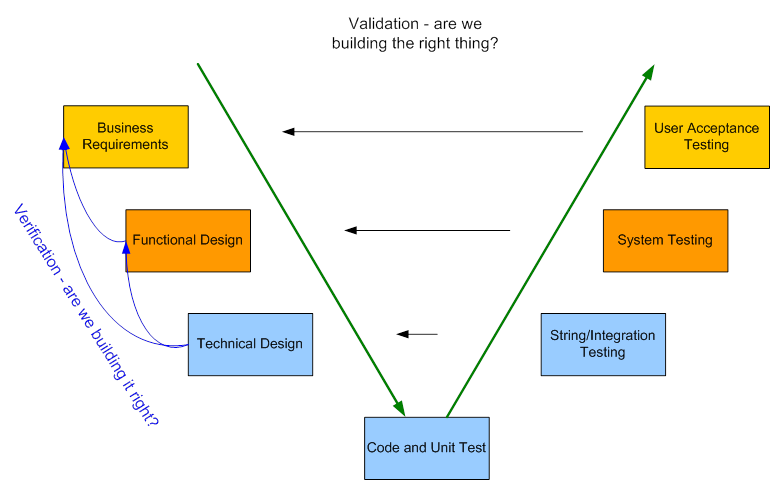 Validation - are we
building the right thing?
Business
Requirements
User Acceptance
Testing
Functional Design
System Testing
Verification - are we building it right?
Technical Design
String/Integration
Testing
Code and Unit Test